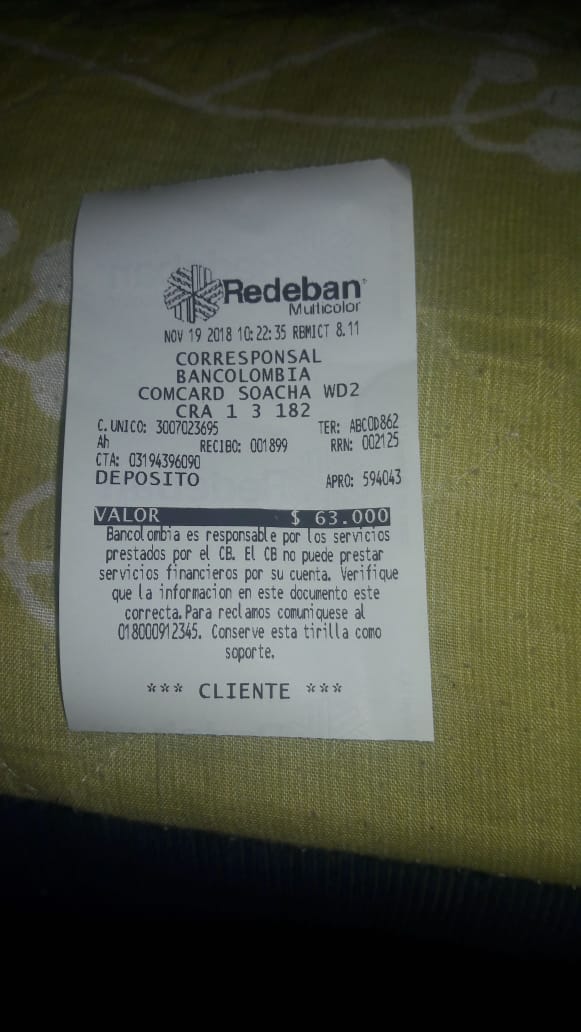 Redeban
Multicolor
NOV 19 2018 10:22:35 RBMICT 8.11
CORRESPONSAL
BANCOLOMBIA
COMCARD SOACHA WD2
CRA 1 3 182
C. UNICO: 3007023695 TER: ABCOD862
Ah RECIBO: 001899 RRN: 002125
CTA: 03194396090
DEPOSITO APRO: 594043
VALOR $ 63.000
Bancolombia es responsable por los servicios
prestados por el CB. El CB no puede prestar
servicios financieros por su cuenta. Verifique
que la informacion en este documento este
correcta. Para reclamos comuniquese al
018000912345. Conserve esta tirilla como
soporte.
*** CLIENTE ***